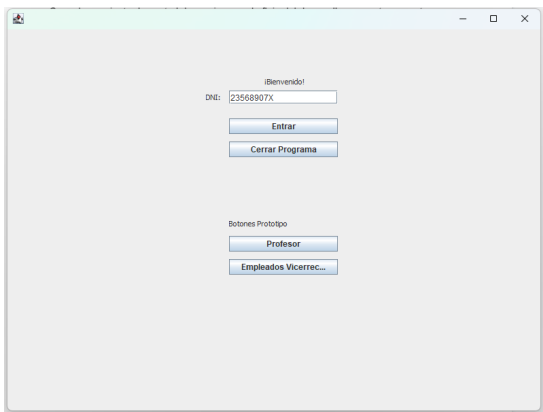 ¡Bienvenido!
DNI: 23568907X
Entrar
Cerrar Programa
Botones Prototipo
Profesor
Empleados Vicerrec...